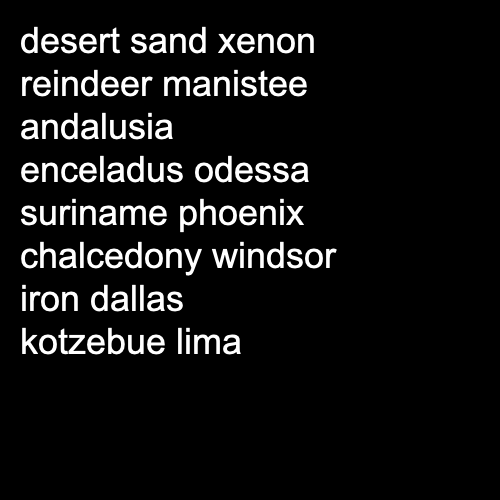 desert sand xenon
reindeer manistee
andalusia
enceladus odessa
suriname phoenix
chalcedony windsor
iron dallas
kotzebue lima